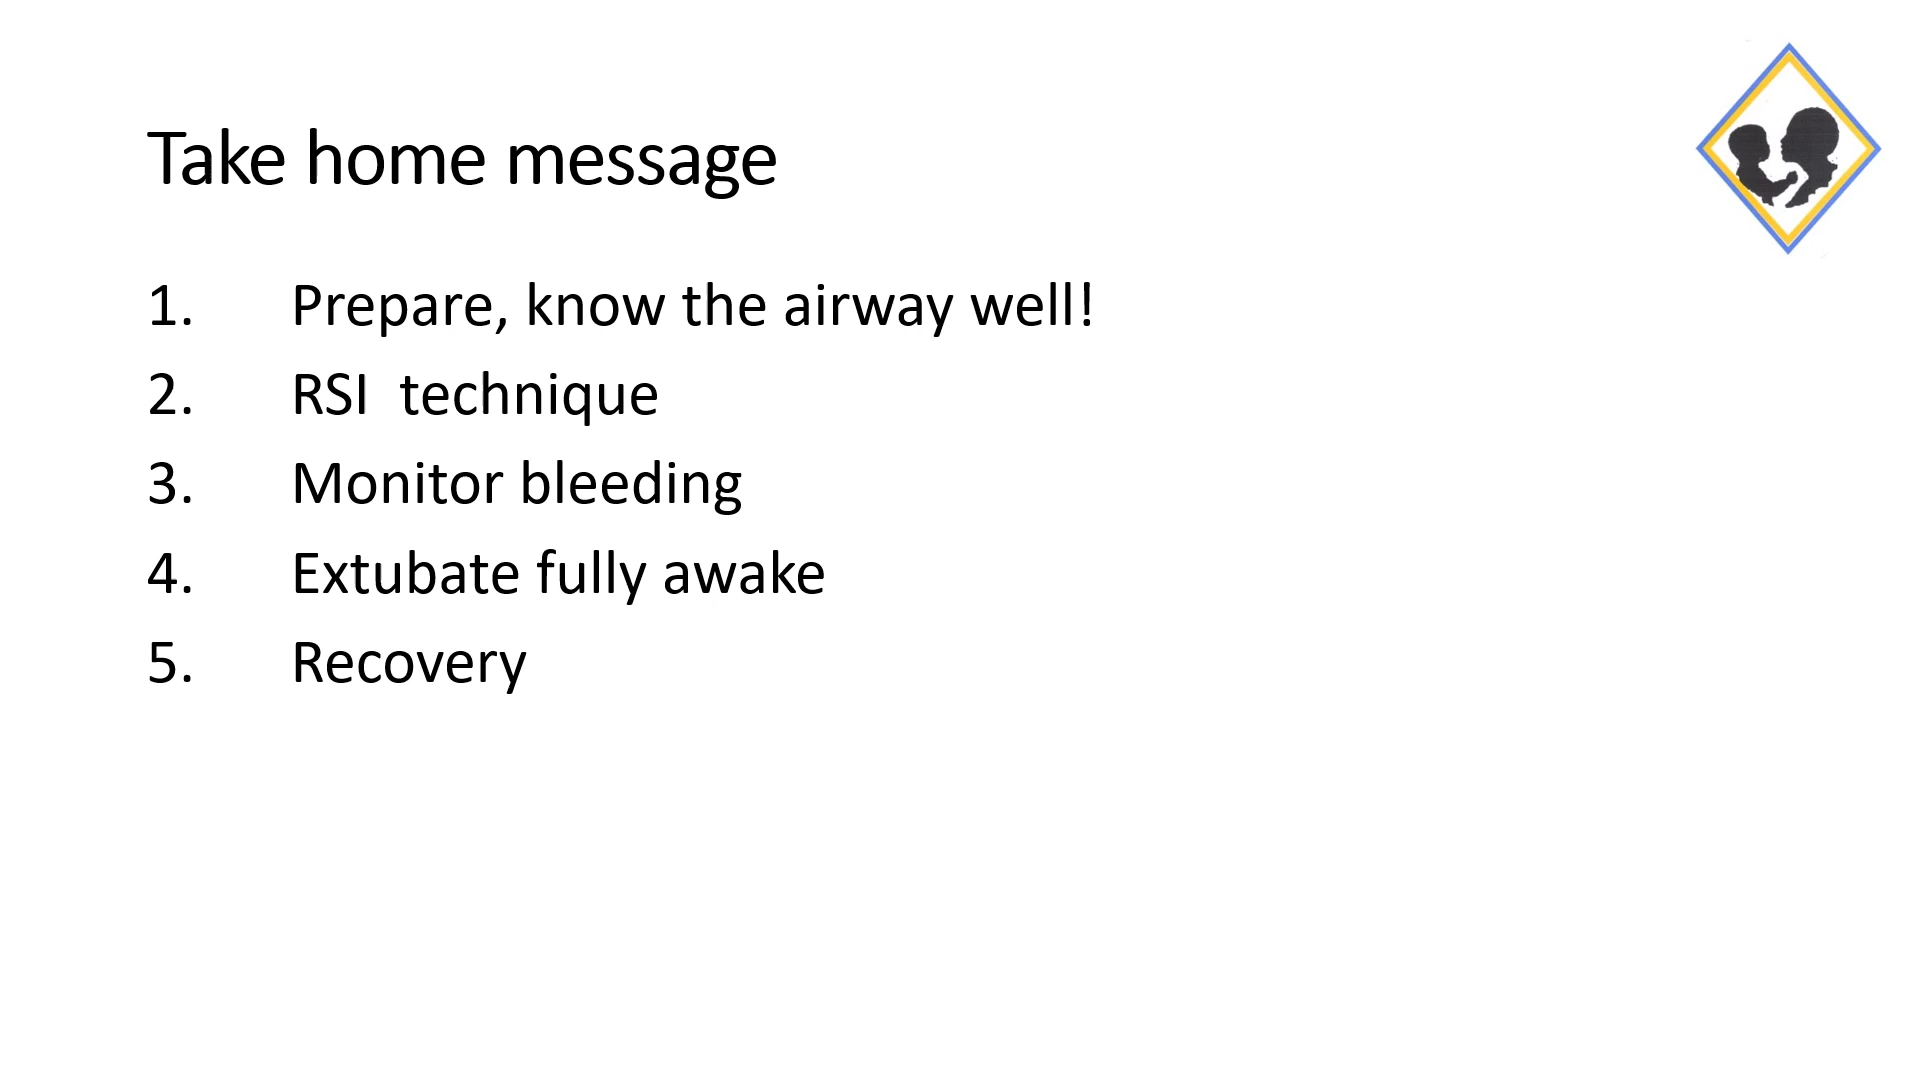 Take home message
1. Prepare, know the airway well!
2. RSI  technique
3. Monitor bleeding
4. Extubate fully awake
5. Recovery